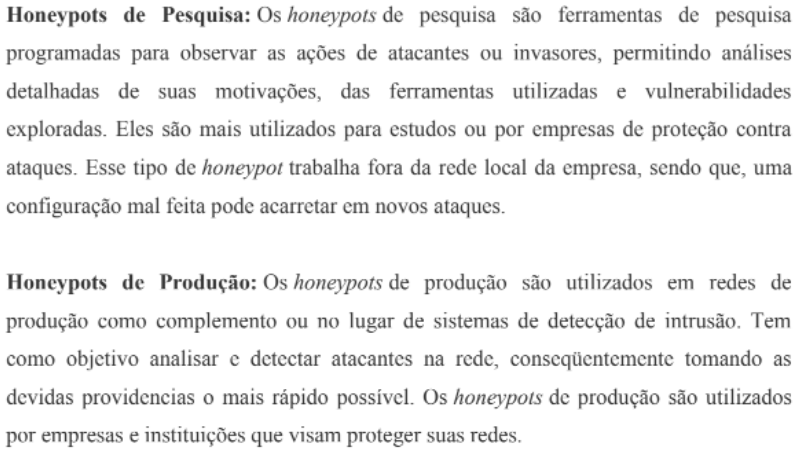 Honeypots de Pesquisa: Os honeypots de pesquisa são ferramentas de pesquisa
programadas para observar as ações de atacantes ou invasores, permitindo análises
detalhadas de suas motivações, das ferramentas utilizadas e vulnerabilidades
exploradas. Eles são mais utilizados para estudos ou por empresas de proteção contra
ataques. Esse tipo de honeypot trabalha fora da rede local da empresa, sendo que, uma
configuração mal feita pode acarretar em novos ataques.
Honeypots de Produção: Os honeypots de produção são utilizados em redes de
produção como complemento ou no lugar de sistemas de detecção de intrusão. Tem
como objetivo analisar e detectar atacantes na rede, conseqüentemente tomando as
devidas providencias o mais rápido possível. Os honeypots de produção são utilizados
por empresas e instituições que visam proteger suas redes.